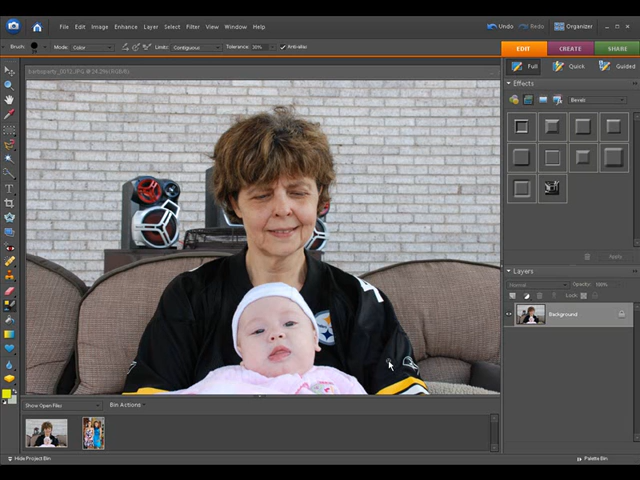 File Edit Image Enhance Layer Select Filter View Window Help
Undo Redo Organizer
Brush: Mode: Color Limits: Contiguous Tolerance: 30% Anti-alias
EDIT CREATE SHARE
Full Quick Guided
Effects
Bevels
Apply
Layers
Normal Opacity: 100%
Lock:
Background
Show Open Files Bin Actions
Hide Project Bin
Palette Bin